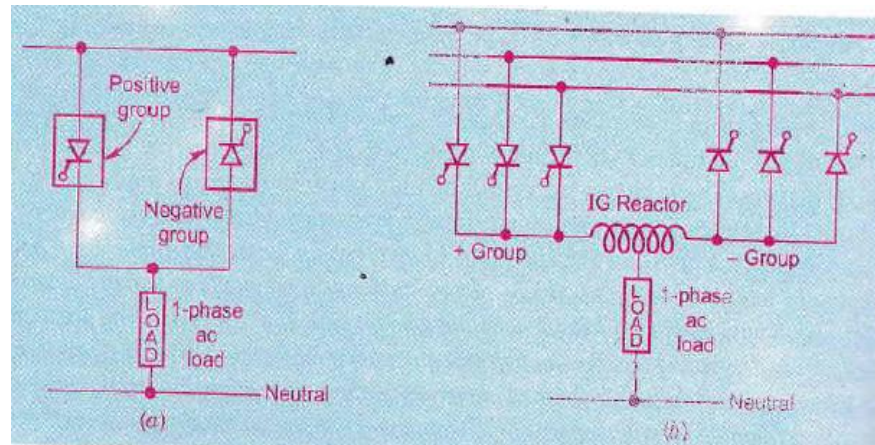 Positive
group
Negative
group
LOAD
1-phase
ac
load
Neutral
(a)
IG Reactor
+ Group
– Group
LOAD
1-phase
ac
load
Neutral
(b)